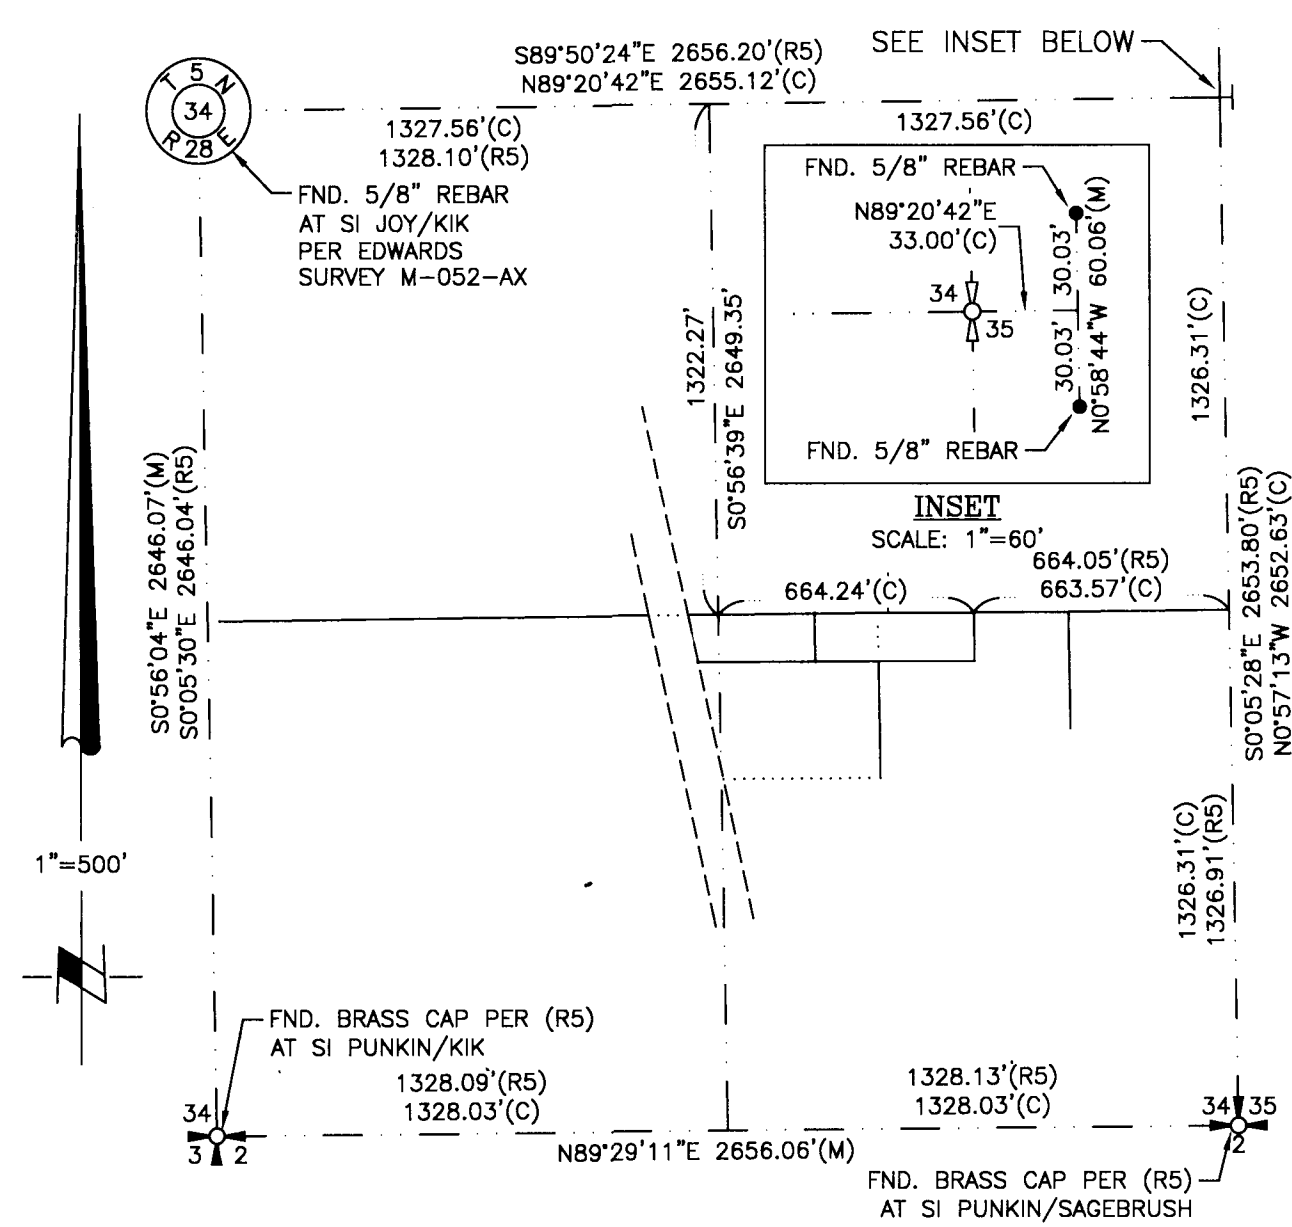 S89°50'24"E 2656.20'(R5)
N89°20'42"E 2655.12'(C)
SEE INSET BELOW
T 5 N
34
R 28 E
1327.56'(C)
1328.10'(R5)
1327.56'(C)
FND. 5/8" REBAR
AT SI JOY/KIK
PER EDWARDS
SURVEY M-052-AX
FND. 5/8" REBAR
N89°20'42"E
33.00'(C)
34
35
30.03'
30.03'
N0°58'44"W 60.06'(M)
FND. 5/8" REBAR
INSET
SCALE: 1"=60'
1322.27'
S0°56'39"E 2649.35'
1326.31'(C)
S0°56'04"E 2646.07'(M)
S0°05'30"E 2646.04'(R5)
664.24'(C)
664.05'(R5)
663.57'(C)
S0°05'28"E 2653.80'(R5)
N0°57'13"W 2652.63'(C)
1"=500'
1326.31'(C)
1326.91'(R5)
FND. BRASS CAP PER (R5)
AT SI PUNKIN/KIK
1328.09'(R5)
1328.03'(C)
1328.13'(R5)
1328.03'(C)
34
3 2
34 35
2
N89°29'11"E 2656.06'(M)
FND. BRASS CAP PER (R5)
AT SI PUNKIN/SAGEBRUSH